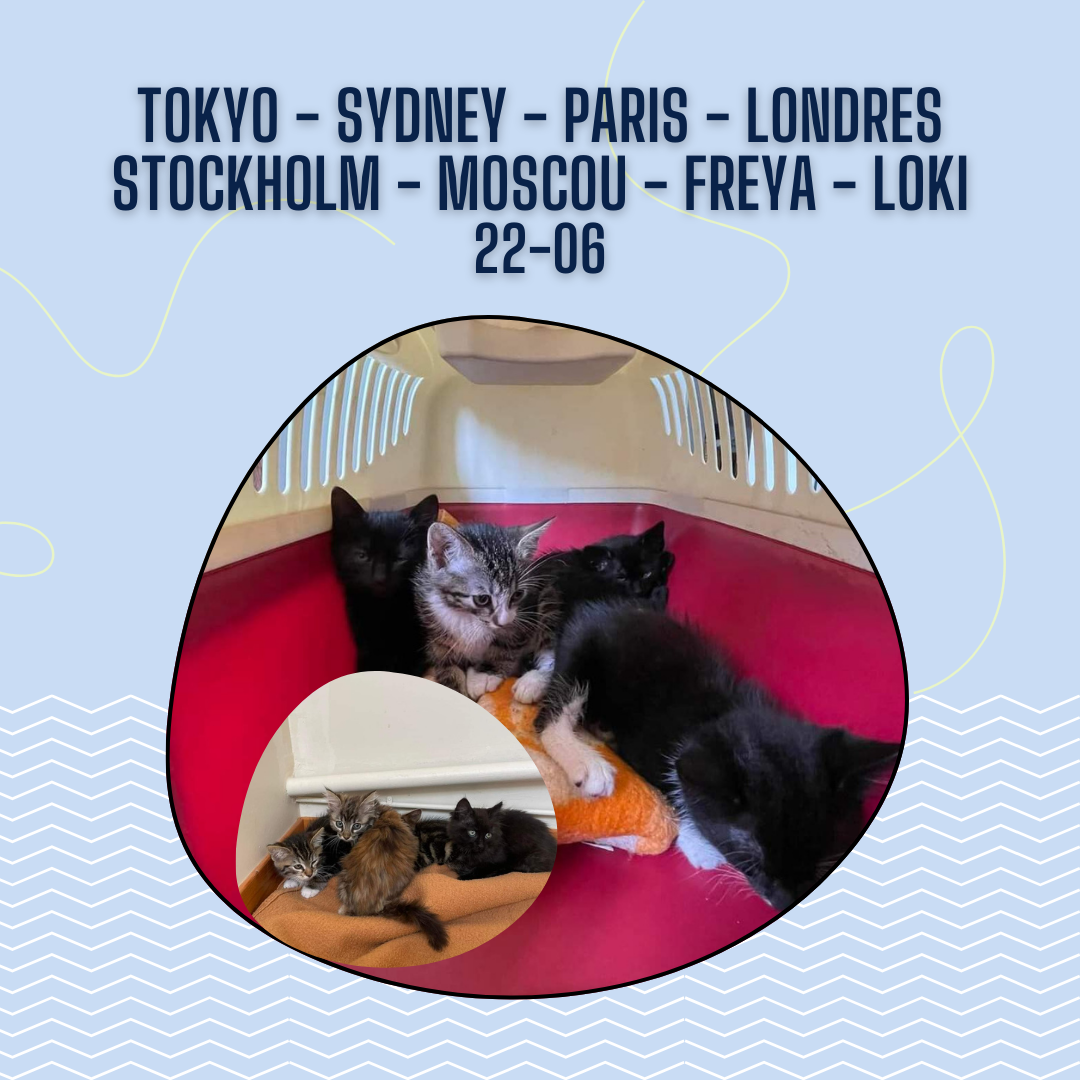 TOKYO - SYDNEY - PARIS - LONDRES
STOCKHOLM - MOSCOU - FREYA - LOKI
22-06